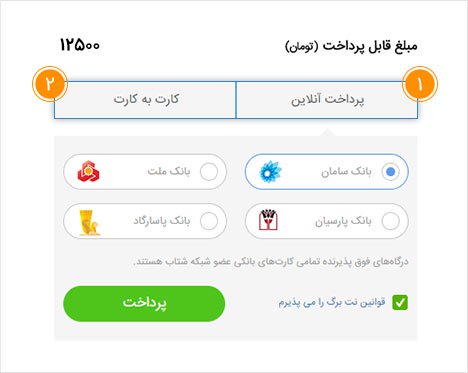 مبلغ قابل پرداخت (تومان) ۱۲۵۰۰
۱ ۲
پرداخت آنلاین کارت به کارت
بانک سامان بانک ملت
بانک پارسیان بانک پاسارگاد
درگاه‌های فوق پذیرنده تمامی کارت‌های بانکی عضو شبکه شتاب هستند.
قوانین نت برگ را می پذیرم پرداخت